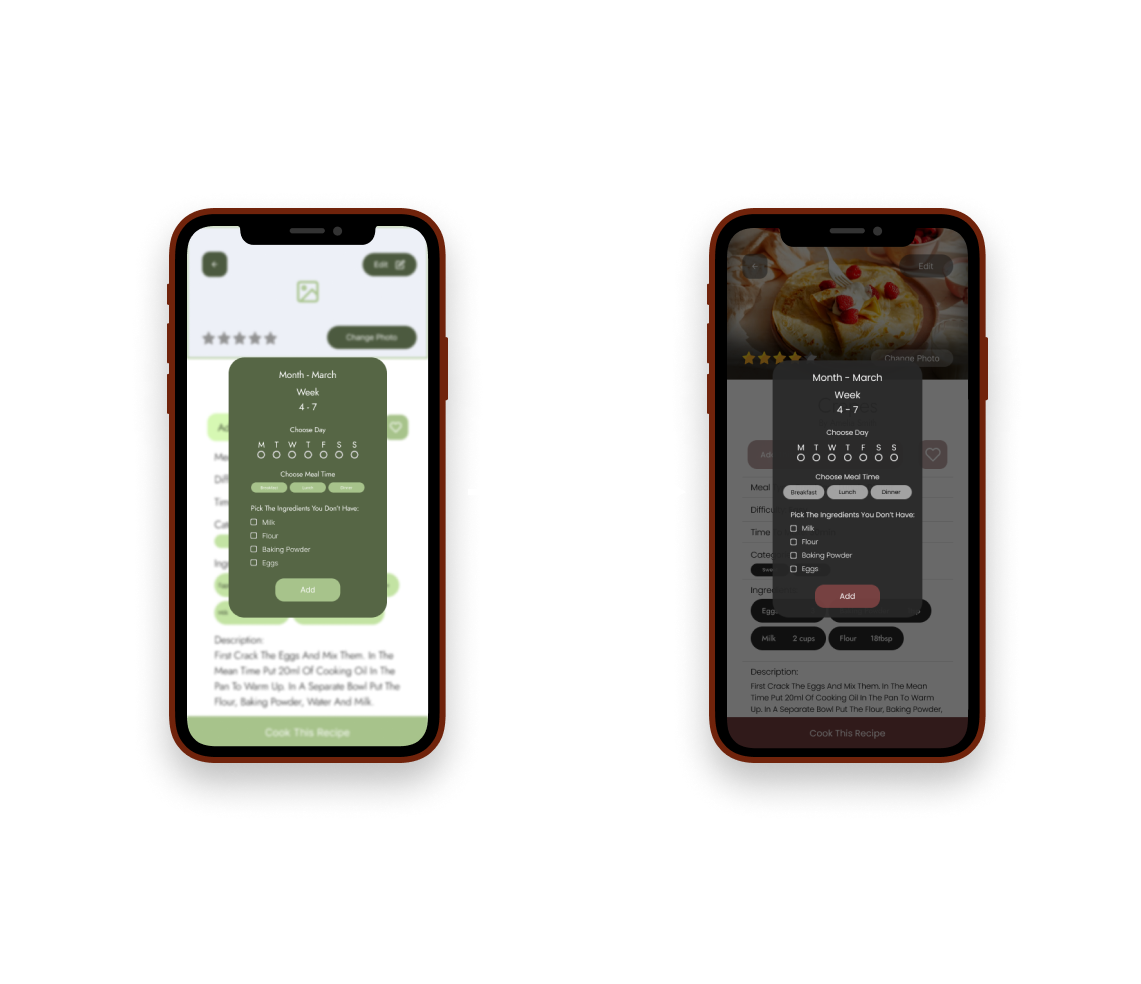 Edit
Change Photo
Month - March
Week
4 - 7
Choose Day
M T W T F S S
Choose Meal Time
Breakfast Lunch Dinner
Pick The Ingredients You Don't Have:
Milk
Flour
Baking Powder
Eggs
Add
Description:
First Crack The Eggs And Mix Them. In The
Mean Time Put 20ml Of Cooking Oil In The
Pan To Warm Up. In A Separate Bowl Put The
Flour, Baking Powder, Water And Milk.
Cook This Recipe
Edit
Change Photo
Month - March
Week
4 - 7
Choose Day
M T W T F S S
Choose Meal Time
Breakfast Lunch Dinner
Pick The Ingredients You Don't Have:
Milk
Flour
Baking Powder
Eggs
Add
Meal
Time
Milk 2 cups Flour 18tbsp
Description:
First Crack The Eggs And Mix Them. In The Mean
Time Put 20ml Of Cooking Oil In The Pan To Warm
Up. In A Separate Bowl Put The Flour, Baking Powder,
Cook This Recipe